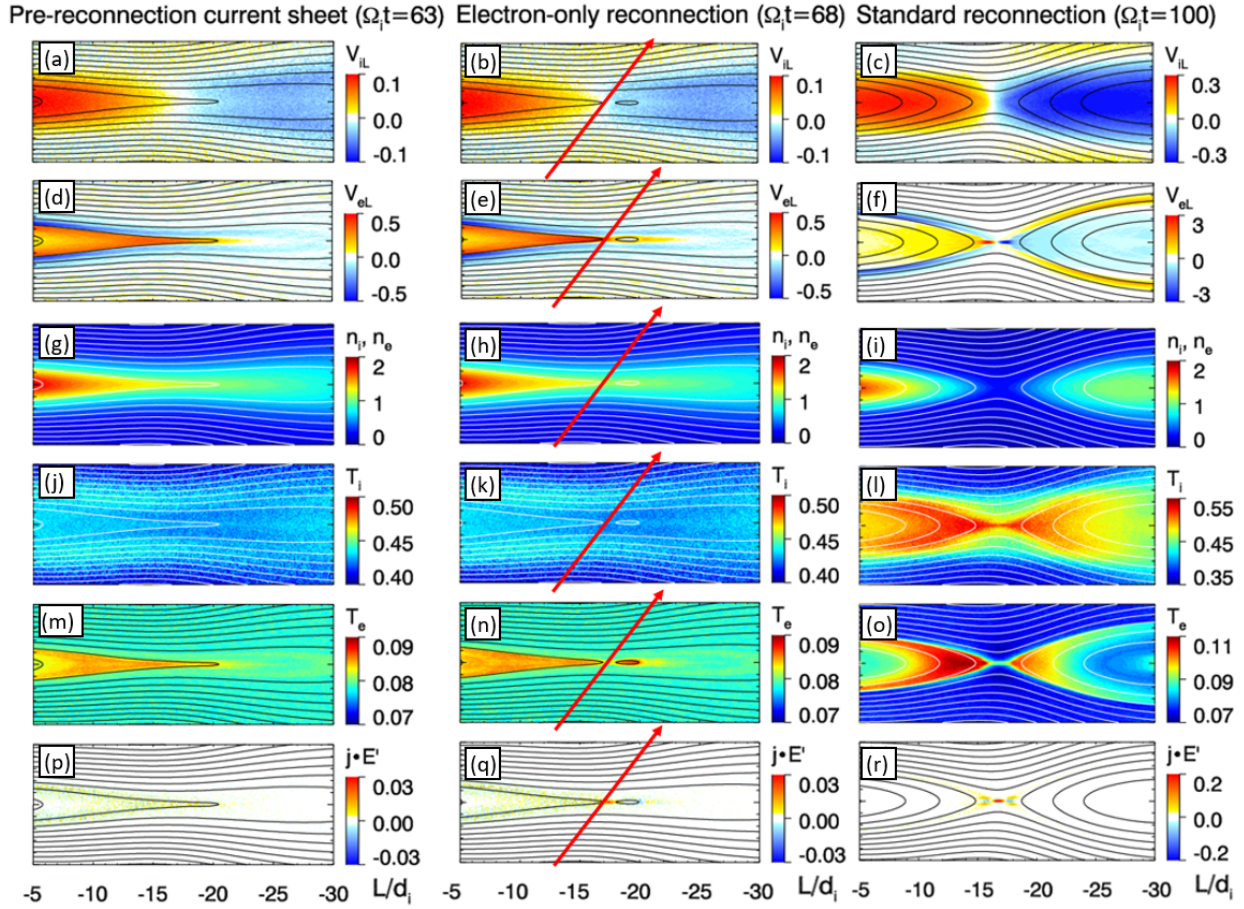 Pre-reconnection current sheet (Ωit=63) Electron-only reconnection (Ωit=68) Standard reconnection (Ωit=100)
(a) ViL 0.1 0.0 -0.1 (b) ViL 0.1 0.0 -0.1 (c) ViL 0.3 0.0 -0.3
(d) VeL 0.5 0.0 -0.5 (e) VeL 0.5 0.0 -0.5 (f) VeL 3 0 -3
(g) ni, ne 2 1 0 (h) ni, ne 2 1 0 (i) ni, ne 2 1 0
(j) Ti 0.50 0.45 0.40 (k) Ti 0.50 0.45 0.40 (l) Ti 0.55 0.45 0.35
(m) Te 0.09 0.08 0.07 (n) Te 0.09 0.08 0.07 (o) Te 0.11 0.09 0.07
(p) j•E' 0.03 0.00 -0.03 (q) j•E' 0.03 0.00 -0.03 (r) j•E' 0.2 0.0 -0.2
-5 -10 -15 -20 -25 -30 L/di -5 -10 -15 -20 -25 -30 L/di -5 -10 -15 -20 -25 -30 L/di